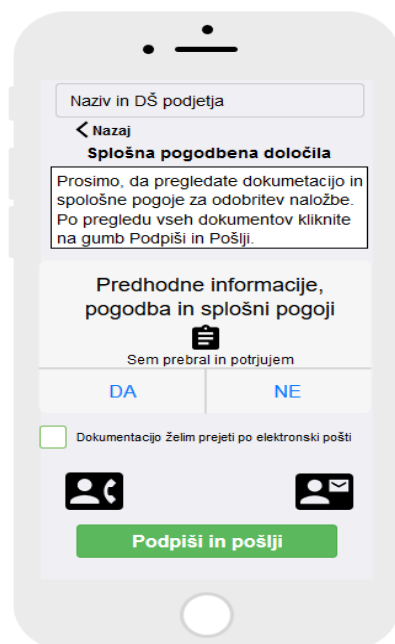 Naziv in DŠ podjetja
Nazaj
Splošna pogodbena določila
Prosimo, da pregledate dokumetacijo in
spološne pogoje za odobritev naložbe.
Po pregledu vseh dokumentov kliknite
na gumb Podpiši in Pošlji.
Predhodne informacije,
pogodba in splošni pogoji
Sem prebral in potrjujem
DA NE
Dokumentacijo želim prejeti po elektronski pošti
Podpiši in pošlji